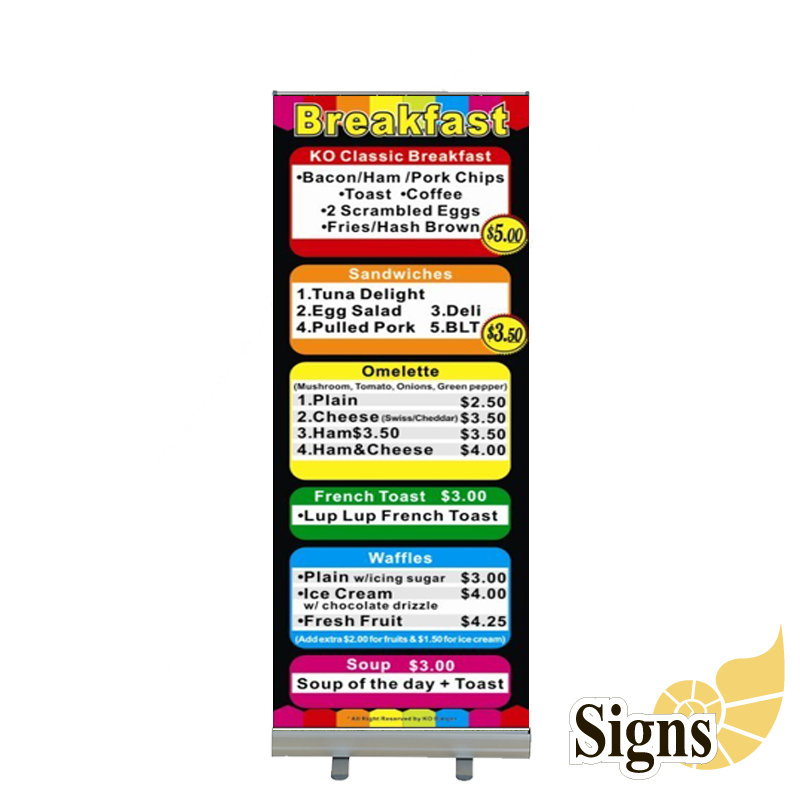 Breakfast
KO Classic Breakfast
•Bacon/Ham /Pork Chips
•Toast •Coffee
•2 Scrambled Eggs
•Fries/Hash Brown
$5.00
Sandwiches
1.Tuna Delight
2.Egg Salad 3.Deli
4.Pulled Pork 5.BLT
$3.50
Omelette
(Mushroom, Tomato, Onions, Green pepper)
1.Plain $2.50
2.Cheese (Swiss/Cheddar) $3.50
3.Ham$3.50 $3.50
4.Ham&Cheese $4.00
French Toast $3.00
•Lup Lup French Toast
Waffles
•Plain w/icing sugar $3.00
•Ice Cream $4.00
w/ chocolate drizzle
•Fresh Fruit $4.25
(Add extra $2.00 for fruits & $1.50 for ice cream)
Soup $3.00
Soup of the day + Toast
* All Right Reserved by KO
Signs